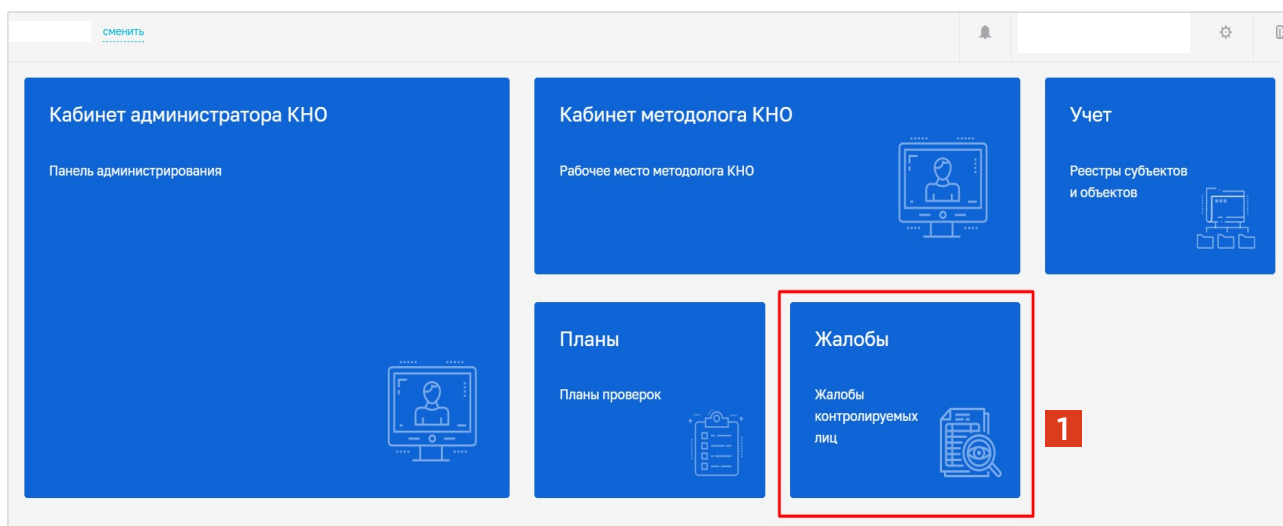 сменить
Кабинет администратора КНО
Панель администрирования
Кабинет методолога КНО
Рабочее место методолога КНО
Учет
Реестры субъектов
и объектов
Планы
Планы проверок
Жалобы
Жалобы
контролируемых
лиц
1